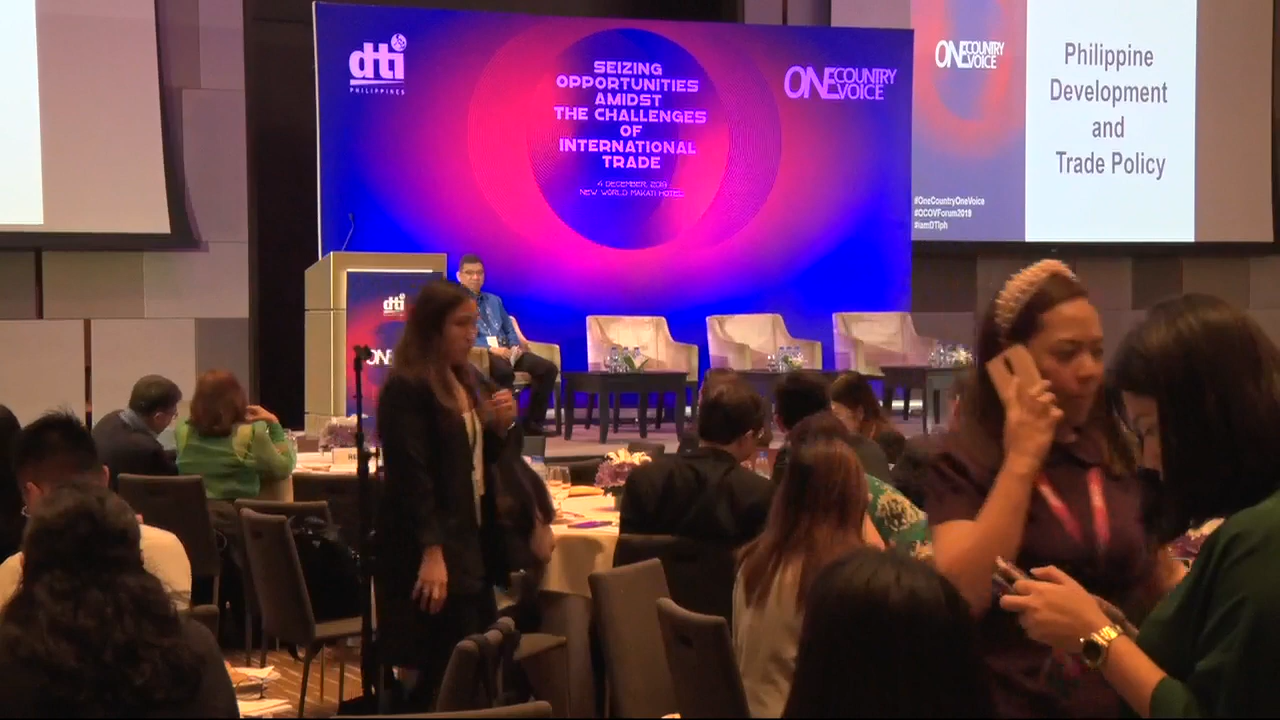 dti
PHILIPPINES
SEIZING
OPPORTUNITIES
AMIDST
THE CHALLENGES
OF
INTERNATIONAL
TRADE
4 DECEMBER, 2019
NEW WORLD MAKATI HOTEL
ONE COUNTRY
VOICE
ONE COUNTRY
VOICE
Philippine
Development
and
Trade Policy
#OneCountryOneVoice
#OCOVForum2019
#iamDTIph
dti
ONE